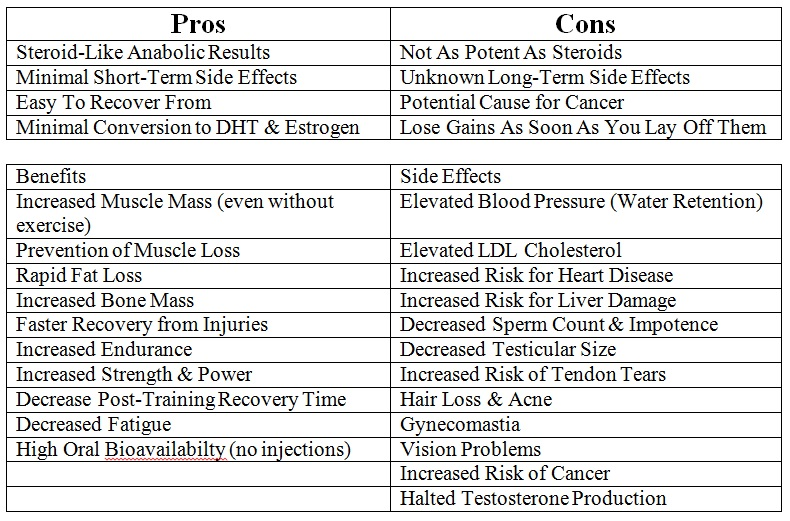 Pros Cons
Steroid-Like Anabolic Results Not As Potent As Steroids
Minimal Short-Term Side Effects Unknown Long-Term Side Effects
Easy To Recover From Potential Cause for Cancer
Minimal Conversion to DHT & Estrogen Lose Gains As Soon As You Lay Off Them
Benefits Side Effects
Increased Muscle Mass (even without Elevated Blood Pressure (Water Retention)
exercise)
Prevention of Muscle Loss Elevated LDL Cholesterol
Rapid Fat Loss Increased Risk for Heart Disease
Increased Bone Mass Increased Risk for Liver Damage
Faster Recovery from Injuries Decreased Sperm Count & Impotence
Increased Endurance Decreased Testicular Size
Increased Strength & Power Increased Risk of Tendon Tears
Decrease Post-Training Recovery Time Hair Loss & Acne
Decreased Fatigue Gynecomastia
High Oral Bioavailabilty (no injections) Vision Problems
Increased Risk of Cancer
Halted Testosterone Production